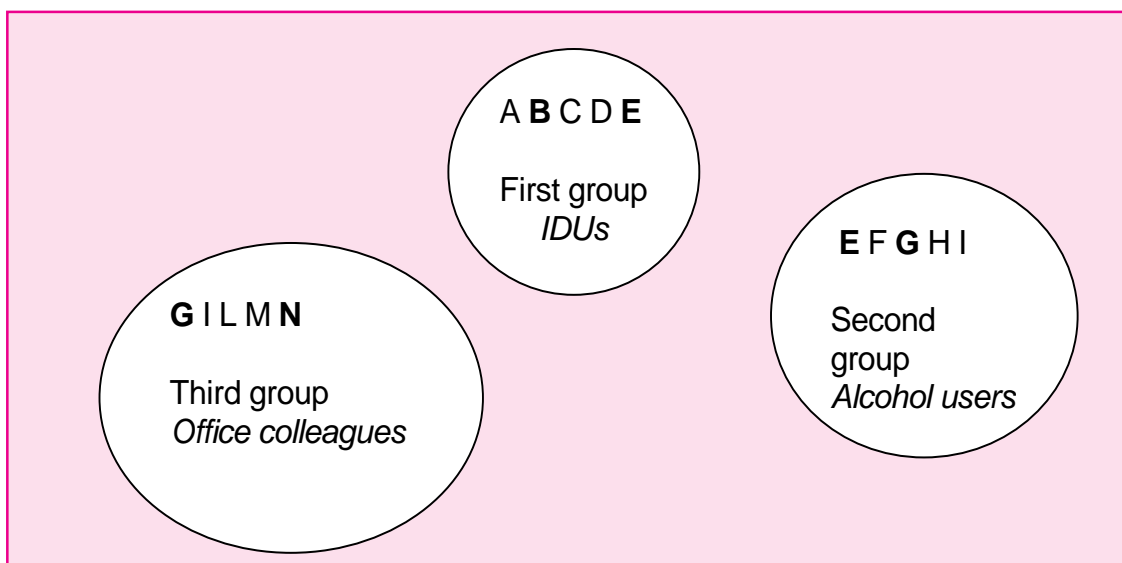 A B C D E
First group
IDUs
E F G H I
Second
group
Alcohol users
G I L M N
Third group
Office colleagues